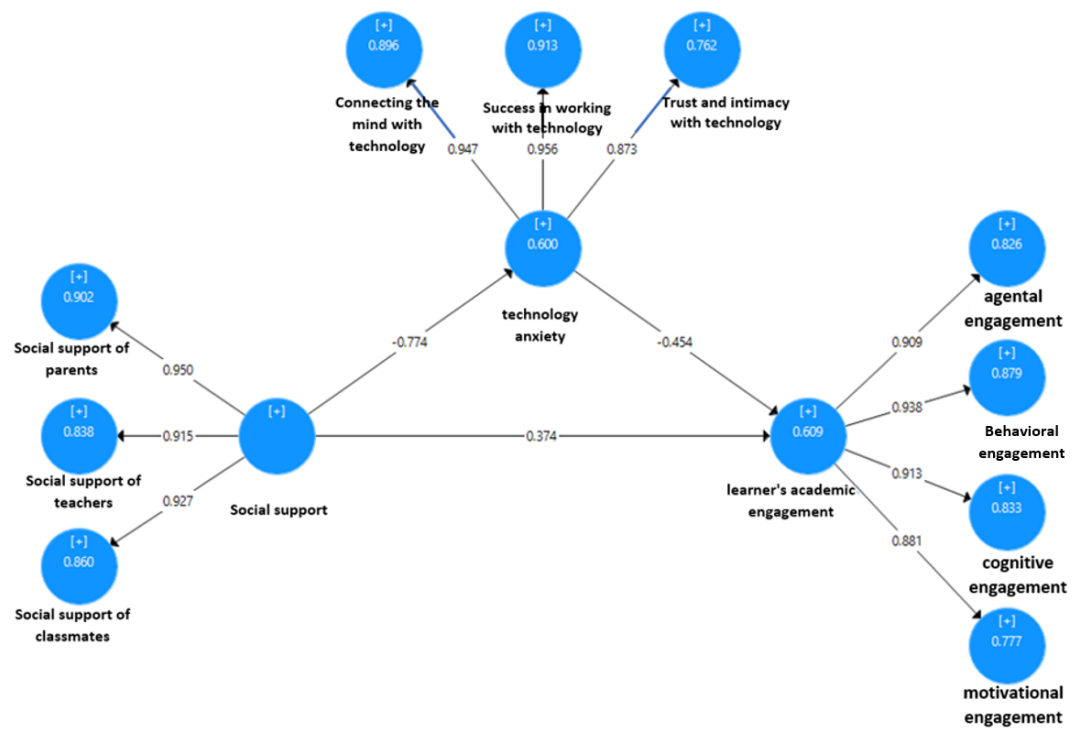 [+]
0.896
[+]
0.913
[+]
0.762
Connecting the
mind with
technology
Success in working
with technology
Trust and intimacy
with technology
0.947
0.956
0.873
[+]
0.600
technology
anxiety
[+]
0.826
agental
engagement
[+]
0.902
Social support of
parents
-0.774
-0.454
0.909
0.950
[+]
0.879
Behavioral
engagement
0.938
[+]
0.838
Social support of
teachers
0.915
[+]
Social support
0.374
[+]
0.609
learner's academic
engagement
0.913
0.927
[+]
0.833
cognitive
engagement
0.881
[+]
0.860
Social support of
classmates
[+]
0.777
motivational
engagement